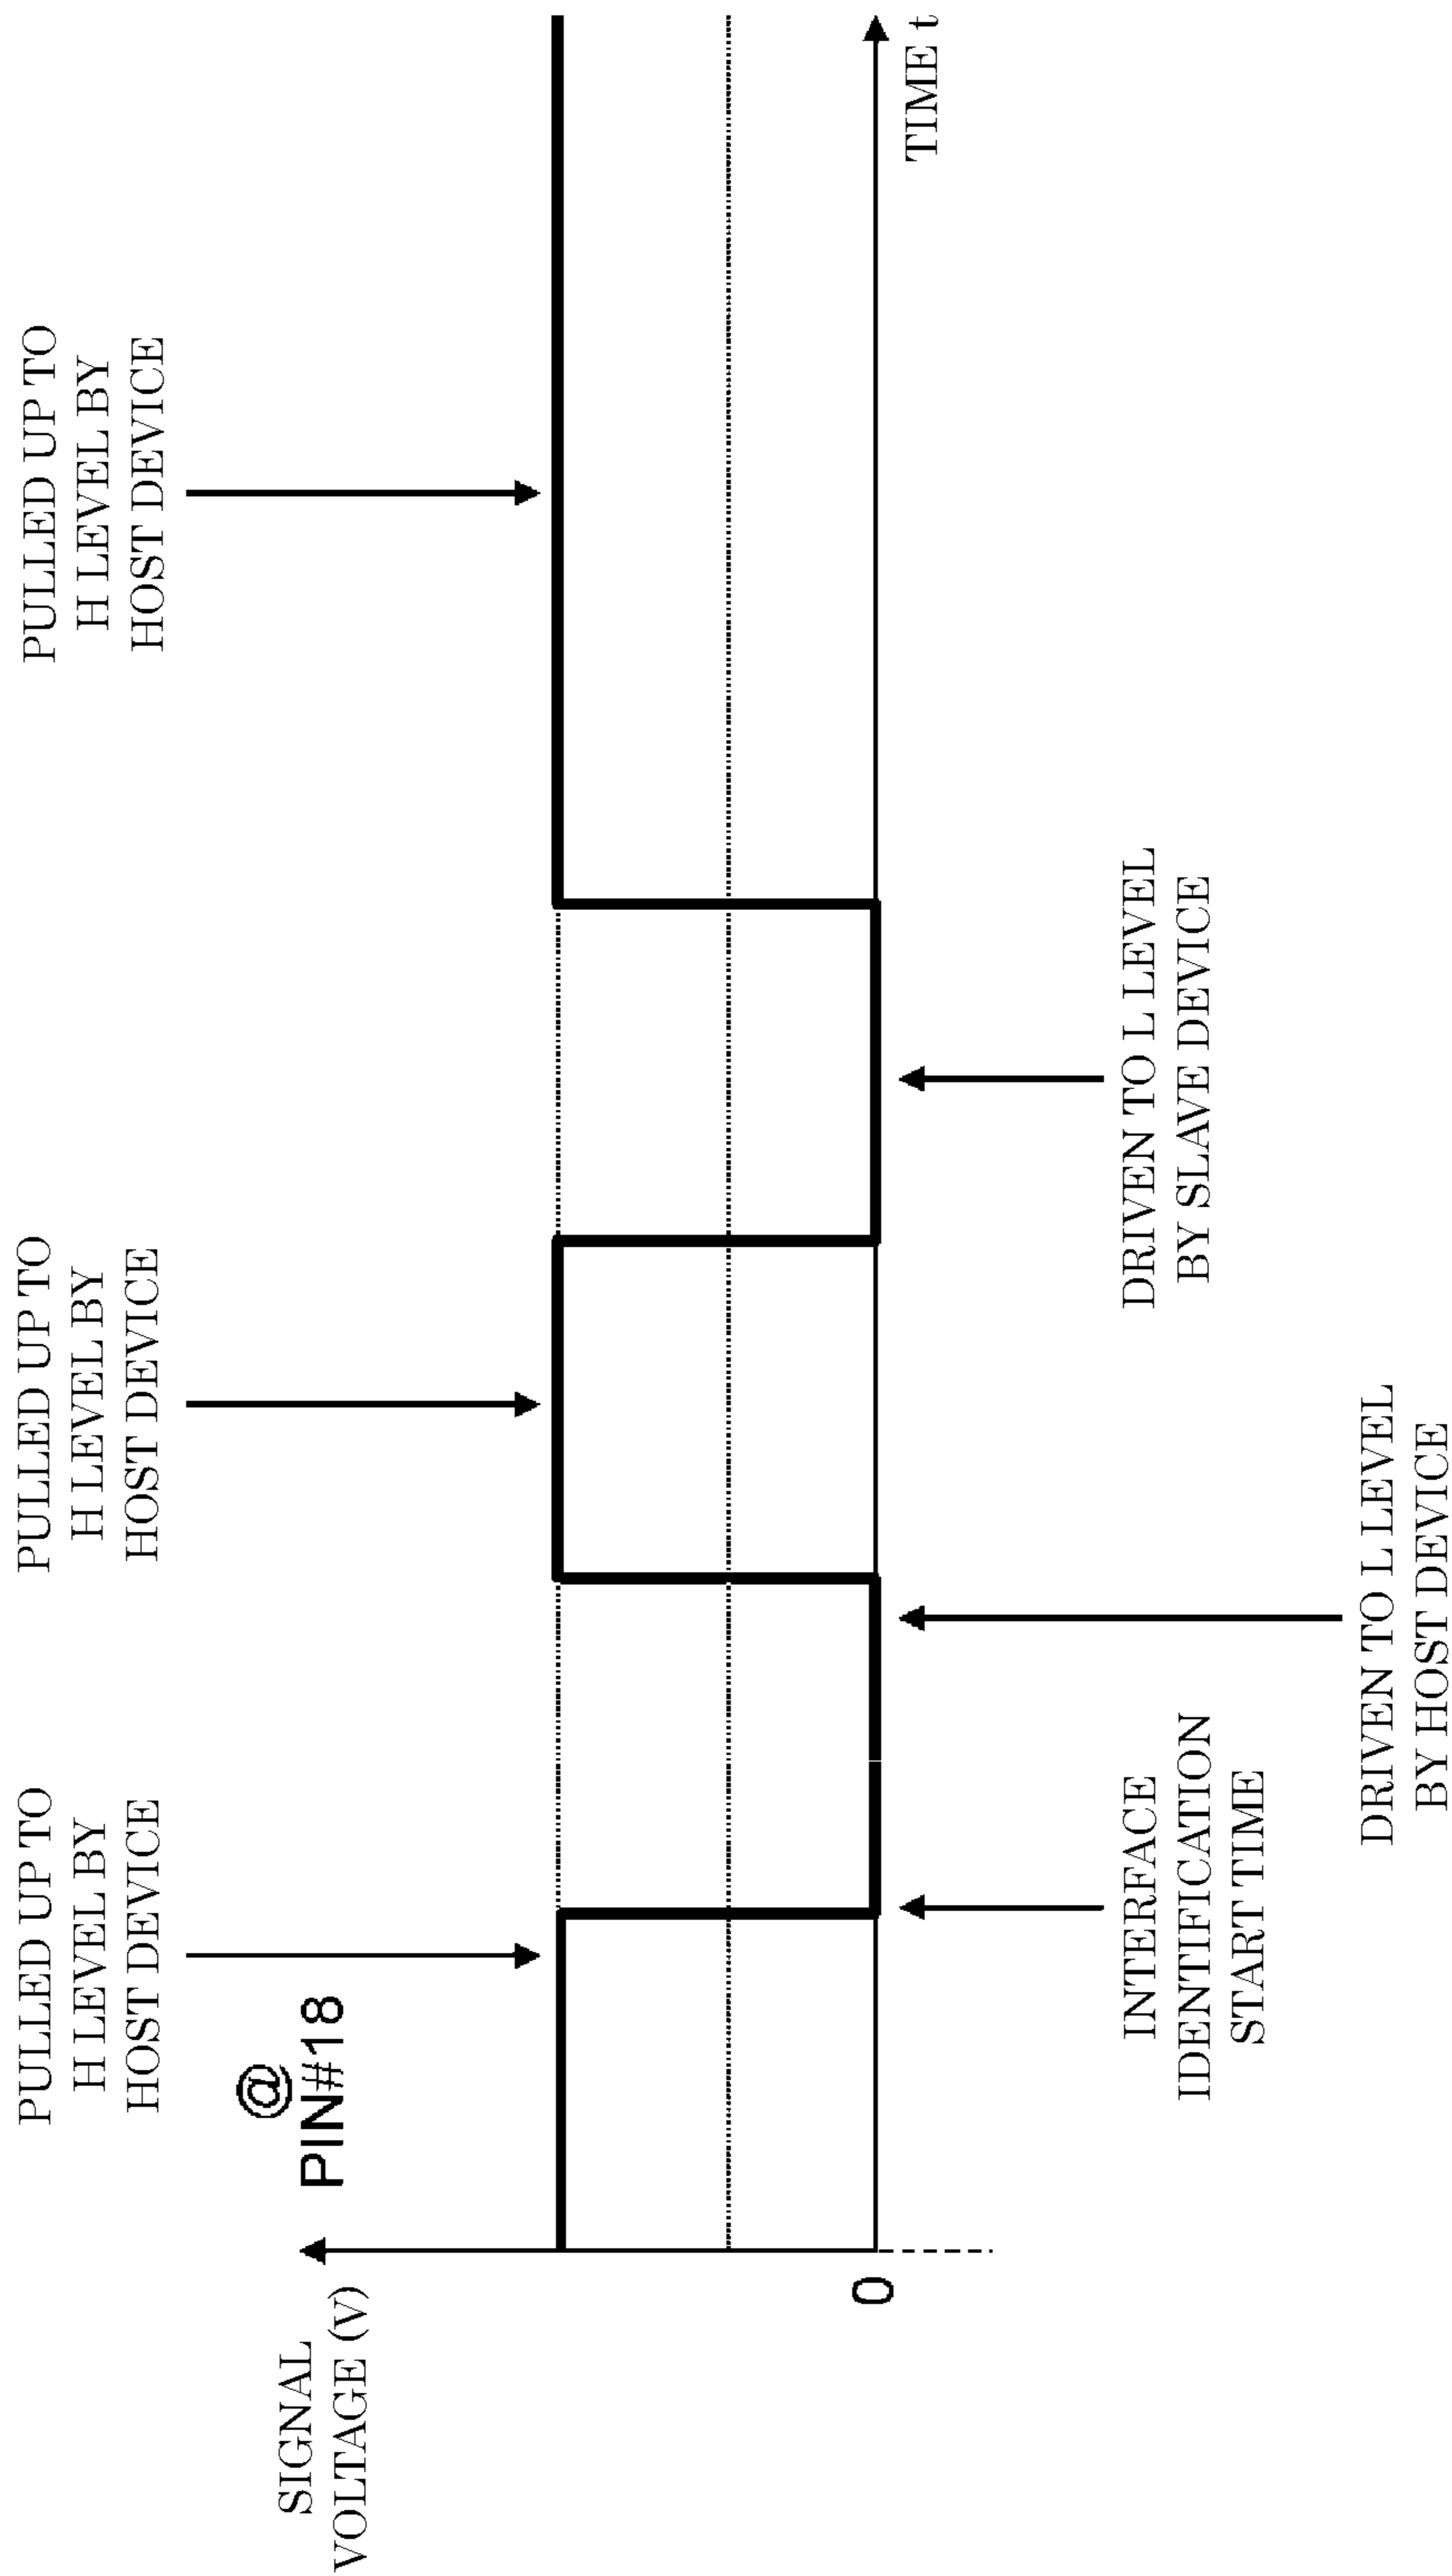 SIGNAL
VOLTAGE (V)
@
PIN#18
PULLED UP TO
H LEVEL BY
HOST DEVICE
PULLED UP TO
H LEVEL BY
HOST DEVICE
PULLED UP TO
H LEVEL BY
HOST DEVICE
0
TIME t
INTERFACE
IDENTIFICATION
START TIME
DRIVEN TO L LEVEL
BY SLAVE DEVICE
DRIVEN TO L LEVEL
BY HOST DEVICE